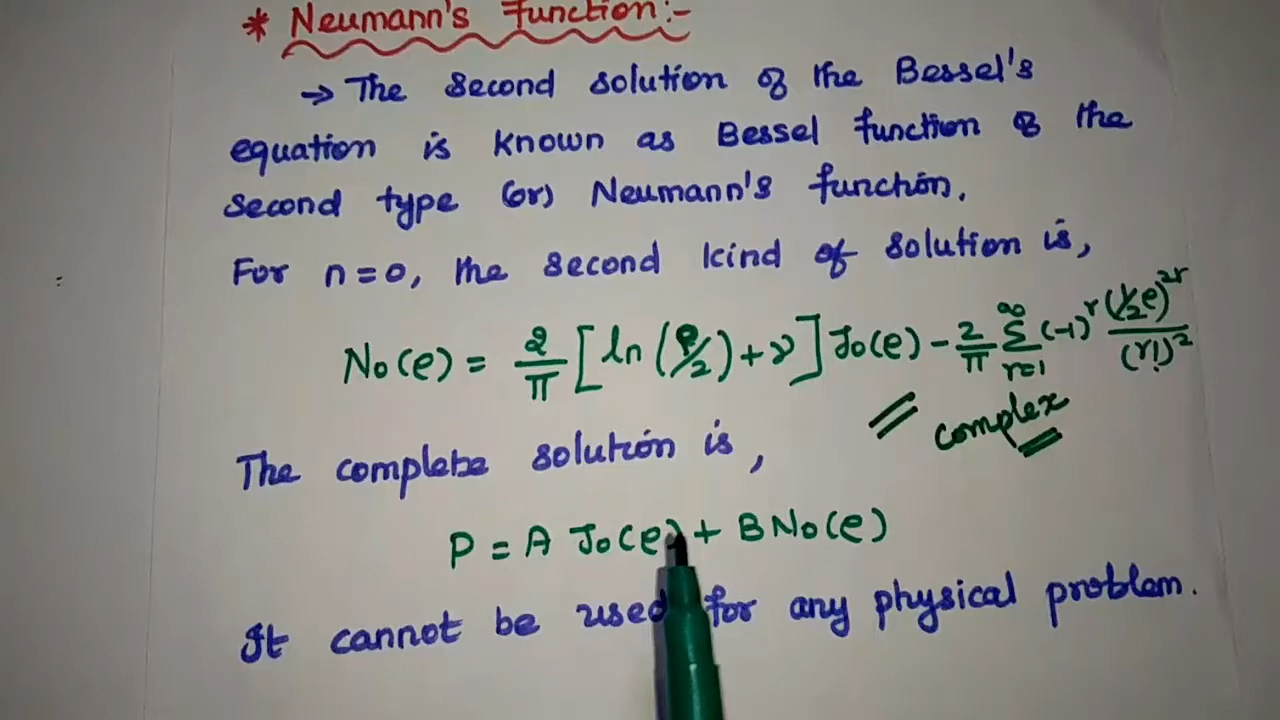 * Neumann's Function:-
→ The second solution of the Bessel's
equation is known as Bessel function of the
second type (or) Neumann's function.
For n=0, the second kind of solution is,
N₀(ρ) = 2/π [ln(ρ/2)+ν] J₀(ρ) - 2/π ∑_{r=1}^{∞} (-1)^r (½ρ)^{2r}/(r!)²
complex
The complete solution is,
P = A J₀(ρ) + B N₀(ρ)
It cannot be used for any physical problem.